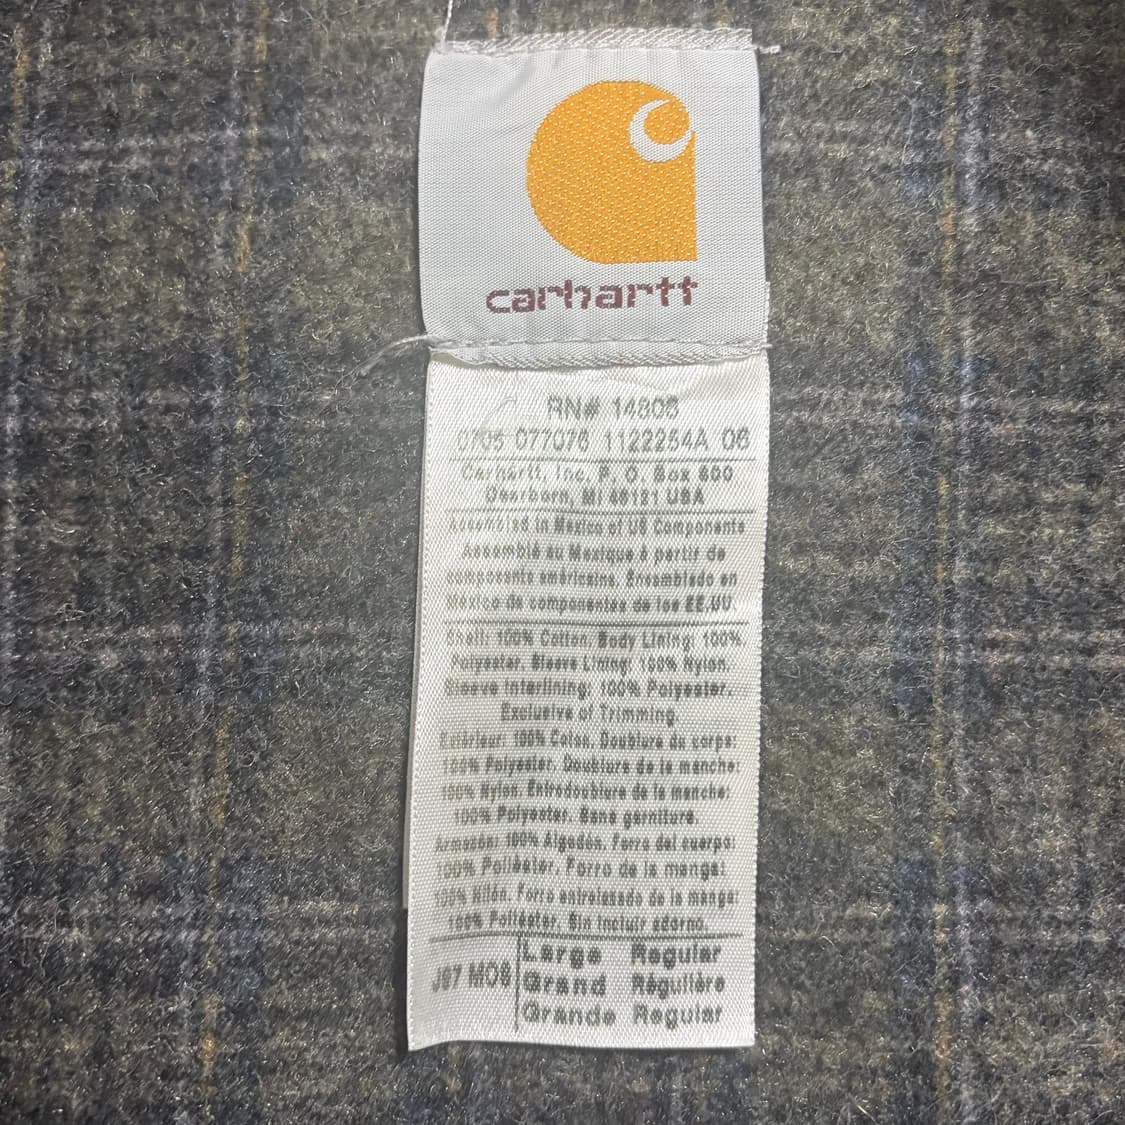 carhartt
RN# 14806
0705 077076 1122254A 06
Carhartt, Inc. P. O. Box 600
Dearborn, MI 48121 USA
Assembled in Mexico of US Components
Assemblé au Mexique à partir de
composants américains. Ensamblado en
México de componentes de los EE.UU.
Shell: 100% Cotton. Body Lining: 100%
Polyester. Sleeve Lining: 100% Nylon.
Sleeve Interlining: 100% Polyester.
Exclusive of Trimming
Extérieur: 100% Coton. Doublure du corps:
100% Polyester. Doublure de la manche:
100% Nylon. Entredoublure de la manche:
100% Polyester. Sans garniture.
Armazón: 100% Algodón. Forro del cuerpo:
100% Poliéster. Forro de la manga:
100% Nilón. Forro entrelazado de la manga:
100% Poliéster. Sin incluir adorno.
J97 MOS
Large Regular
Grand Régulière
Grande Regular